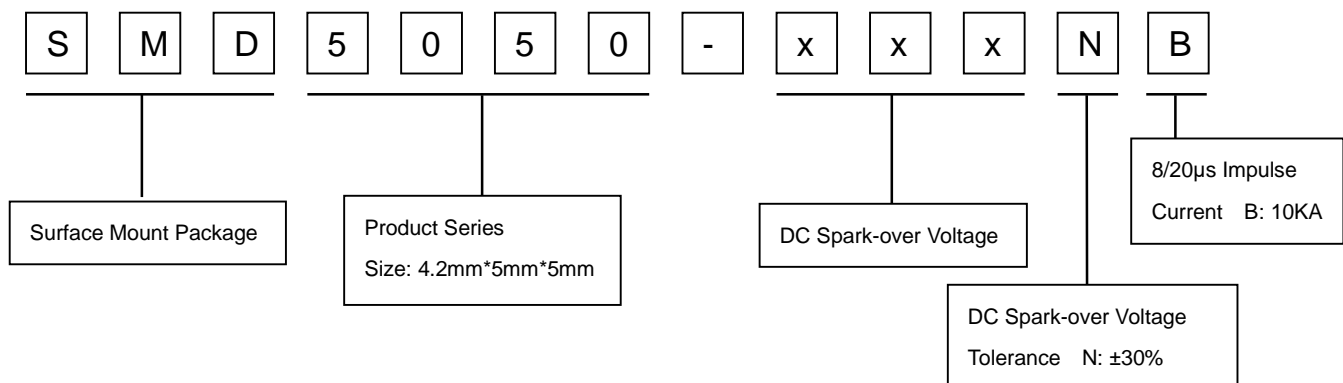 S M D 5 0 5 0 - x x x N B
Surface Mount Package
Product Series
Size: 4.2mm*5mm*5mm
DC Spark-over Voltage
8/20μs Impulse
Current B: 10KA
DC Spark-over Voltage
Tolerance N: ±30%